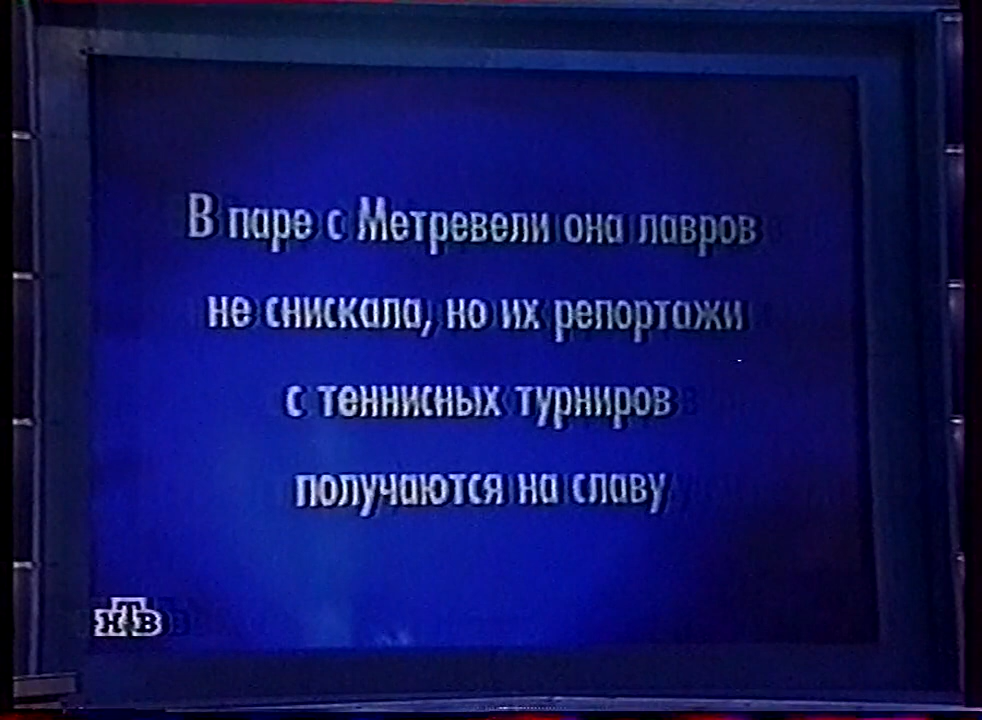 В паре с Метревели она лавров
не снискала, но их репортажи
с теннисных турниров
получаются на славу
НТВ